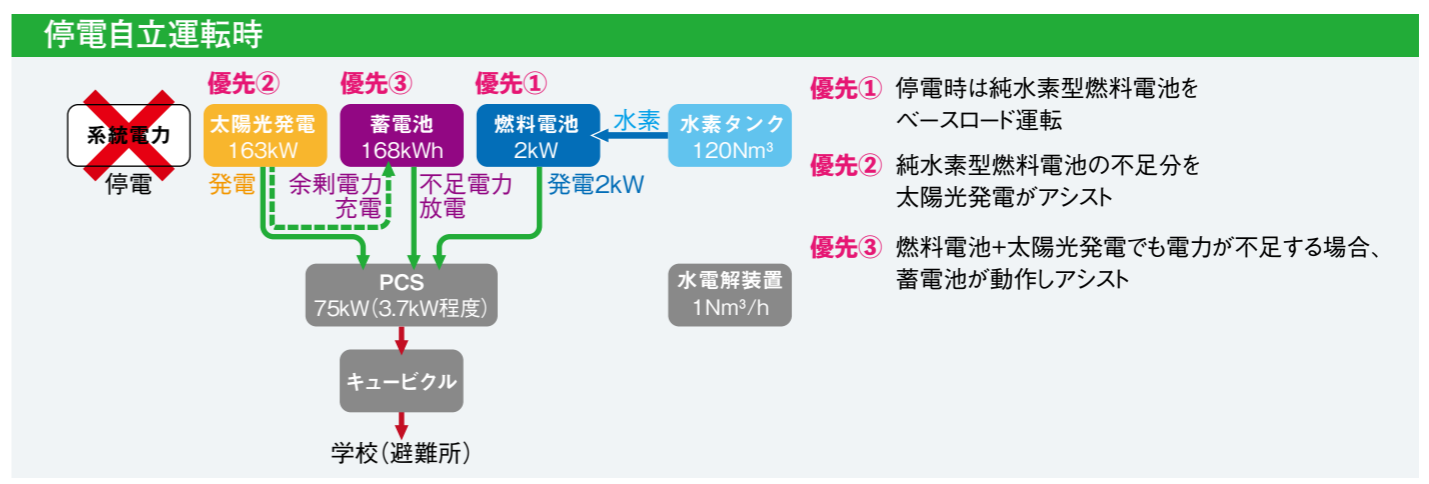 停電自立運転時
優先②
優先③
優先①
系統電力
停電
太陽光発電
163kW
蓄電池
168kWh
燃料電池
2kW
水素
水素タンク
120Nm³
発電
余剰電力
充電
不足電力
放電
発電2kW
PCS
75kW(3.7kW程度)
水電解装置
1Nm³/h
キュービクル
学校(避難所)
優先① 停電時は純水素型燃料電池を
ベースロード運転
優先② 純水素型燃料電池の不足分を
太陽光発電がアシスト
優先③ 燃料電池+太陽光発電でも電力が不足する場合、
蓄電池が動作しアシスト